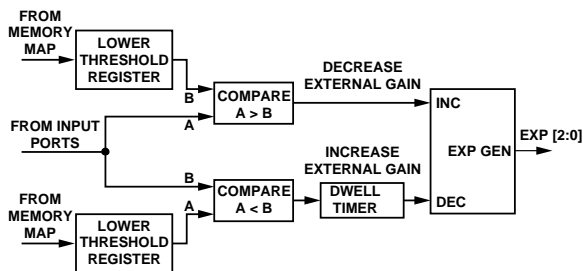 FROM
MEMORY
MAP
LOWER
THRESHOLD
REGISTER
B
A
COMPARE
A > B
DECREASE
EXTERNAL GAIN
INC
FROM INPUT
PORTS
EXP GEN
EXP [2:0]
B
A
COMPARE
A < B
INCREASE
EXTERNAL GAIN
DWELL
TIMER
DEC
FROM
MEMORY
MAP
LOWER
THRESHOLD
REGISTER